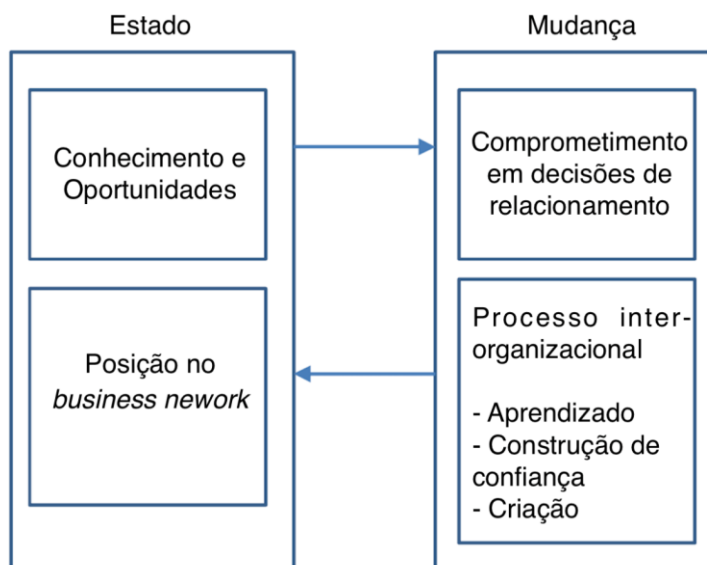 Estado
Conhecimento e
Oportunidades
Posição no
business nework
Mudança
Comprometimento
em decisões de
relacionamento
Processo inter-
organizacional
- Aprendizado
- Construção de
confiança
- Criação